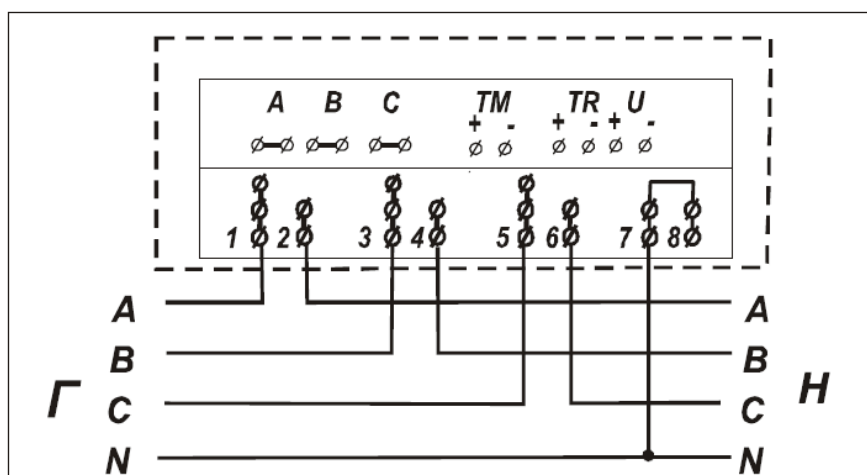 A B C TM TR U
+ - + - + -
1 2 3 4 5 6 7 8
A A
B B
Г C C Н
N N